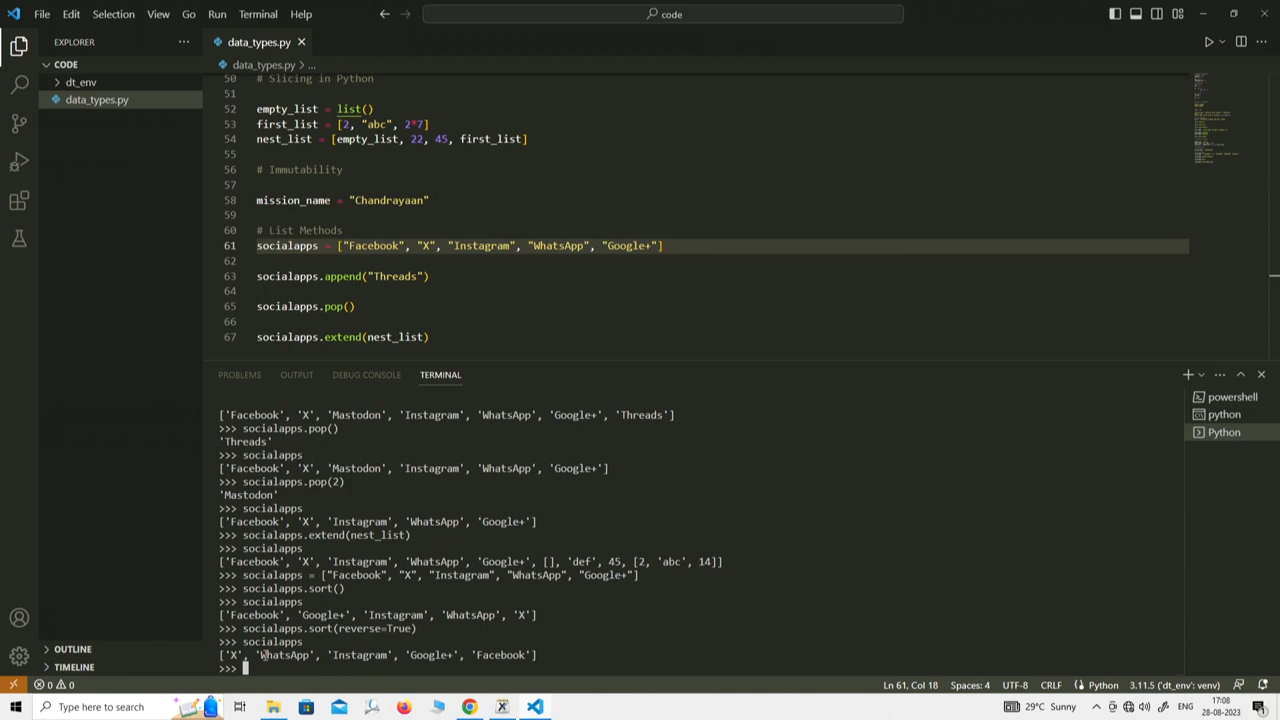 File Edit Selection View Go Run Terminal Help
code
EXPLORER
data_types.py
CODE
data_types.py > ...
dt_env
data_types.py
50 # Slicing in Python
51
52 empty_list = list()
53 first_list = [2, "abc", 2*7]
54 nest_list = [empty_list, 22, 45, first_list]
55
56 # Immutability
57
58 mission_name = "Chandrayaan"
59
60 # List Methods
61 socialapps = ["Facebook", "X", "Instagram", "WhatsApp", "Google+"]
62
63 socialapps.append("Threads")
64
65 socialapps.pop()
66
67 socialapps.extend(nest_list)
PROBLEMS OUTPUT DEBUG CONSOLE TERMINAL
powershell
python
Python
['Facebook', 'X', 'Mastodon', 'Instagram', 'WhatsApp', 'Google+', 'Threads']
>>> socialapps.pop()
'Threads'
>>> socialapps
['Facebook', 'X', 'Mastodon', 'Instagram', 'WhatsApp', 'Google+']
>>> socialapps.pop(2)
'Mastodon'
>>> socialapps
['Facebook', 'X', 'Instagram', 'WhatsApp', 'Google+']
>>> socialapps.extend(nest_list)
>>> socialapps
['Facebook', 'X', 'Instagram', 'WhatsApp', 'Google+', [], 'def', 45, [2, 'abc', 14]]
>>> socialapps = ["Facebook", "X", "Instagram", "WhatsApp", "Google+"]
>>> socialapps.sort()
>>> socialapps
['Facebook', 'Google+', 'Instagram', 'WhatsApp', 'X']
>>> socialapps.sort(reverse=True)
>>> socialapps
['X', 'WhatsApp', 'Instagram', 'Google+', 'Facebook']
>>>
OUTLINE
TIMELINE
0 0
Ln 61, Col 18 Spaces: 4 UTF-8 CRLF Python 3.11.5 ('dt_env': venv)
Type here to search
29°C Sunny
ENG
17:08
28-08-2023